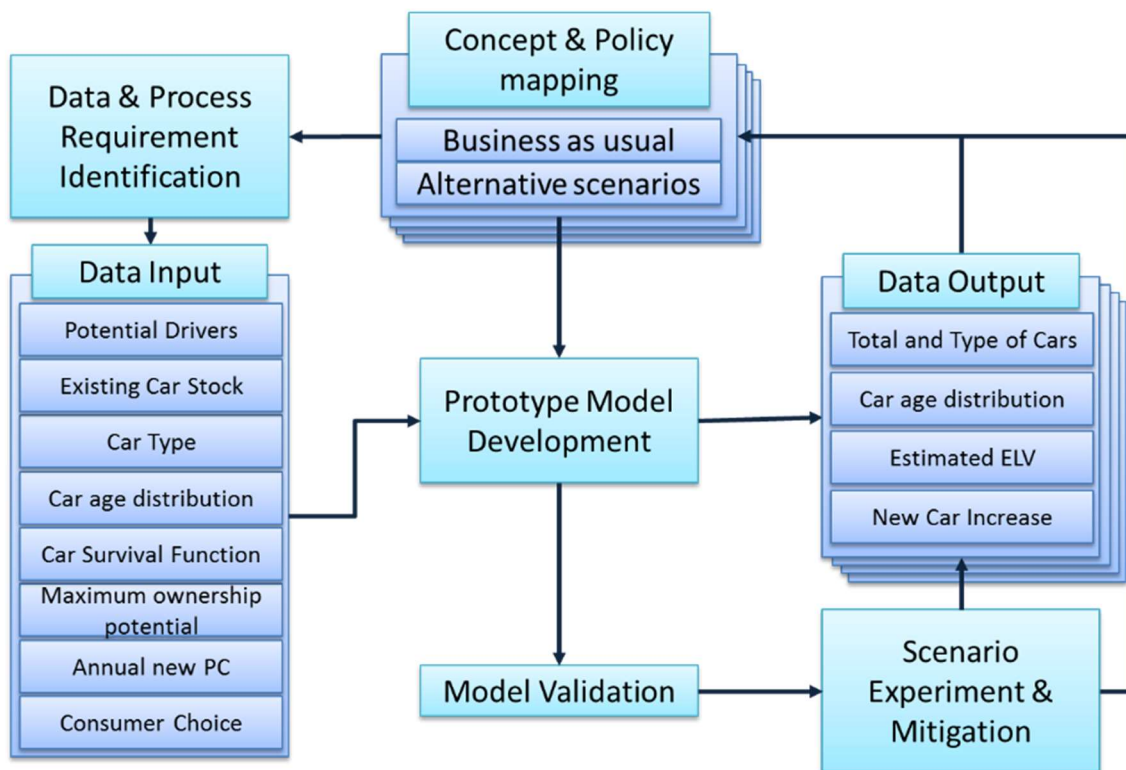 Concept & Policy
mapping
Business as usual
Alternative scenarios
Data & Process
Requirement
Identification
Data Input
Potential Drivers
Existing Car Stock
Car Type
Car age distribution
Car Survival Function
Maximum ownership
potential
Annual new PC
Consumer Choice
Prototype Model
Development
Model Validation
Data Output
Total and Type of Cars
Car age distribution
Estimated ELV
New Car Increase
Scenario
Experiment &
Mitigation